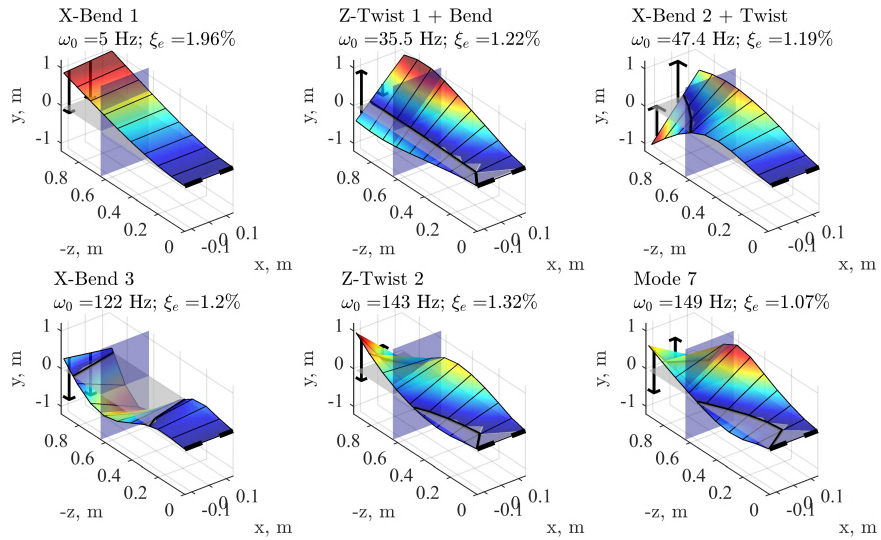 X-Bend 1
ω₀ =5 Hz; ξₑ =1.96%
1
0
-1
y, m
0.8
0.6
0.4
0.2
0
-z, m
-0.1
0
0.1
x, m
Z-Twist 1 + Bend
ω₀ =35.5 Hz; ξₑ =1.22%
1
0
-1
y, m
0.8
0.6
0.4
0.2
0
-z, m
-0.1
0
0.1
x, m
X-Bend 2 + Twist
ω₀ =47.4 Hz; ξₑ =1.19%
1
0
-1
y, m
0.8
0.6
0.4
0.2
0
-z, m
-0.1
0
0.1
x, m
X-Bend 3
ω₀ =122 Hz; ξₑ =1.2%
1
0
-1
y, m
0.8
0.6
0.4
0.2
0
-z, m
-0.1
0
0.1
x, m
Z-Twist 2
ω₀ =143 Hz; ξₑ =1.32%
1
0
-1
y, m
0.8
0.6
0.4
0.2
0
-z, m
-0.1
0
0.1
x, m
Mode 7
ω₀ =149 Hz; ξₑ =1.07%
1
0
-1
y, m
0.8
0.6
0.4
0.2
0
-z, m
-0.1
0
0.1
x, m